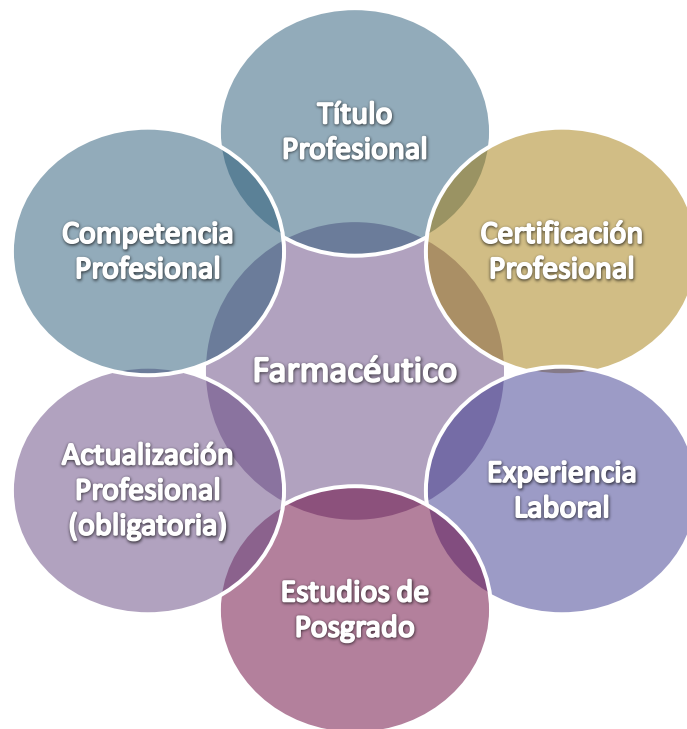 Título
Profesional
Competencia
Profesional
Certificación
Profesional
Farmacéutico
Actualización
Profesional
(obligatoria)
Experiencia
Laboral
Estudios de
Posgrado